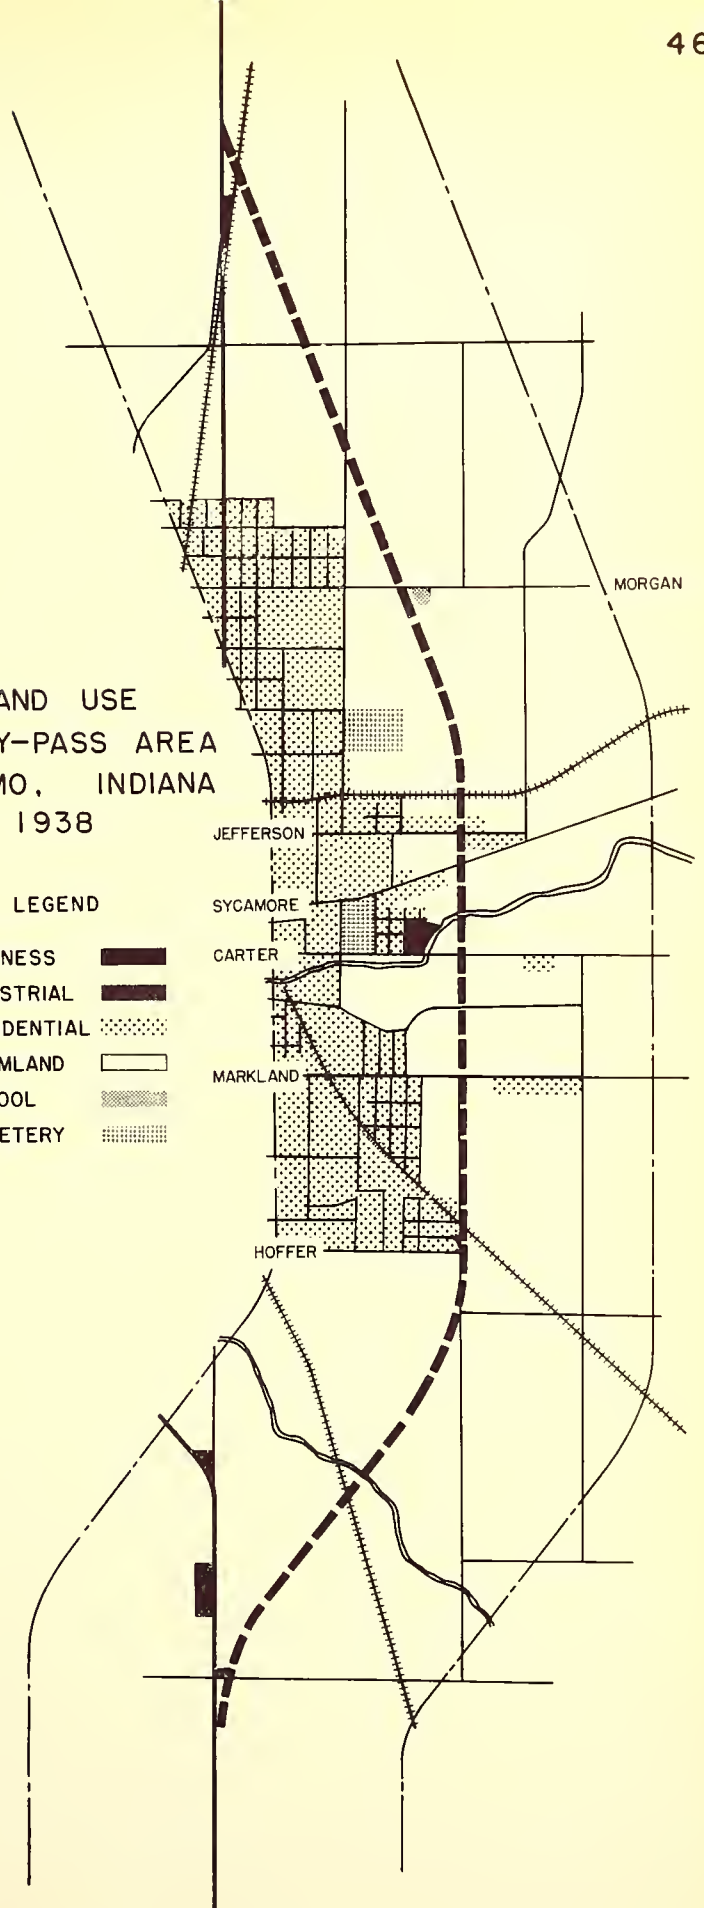 46
MORGAN
AND USE
Y-PASS AREA
MO, INDIANA
1938
JEFFERSON
LEGEND
SYCAMORE
NESS
CARTER
STRIAL
DENTIAL
MLAND
MARKLAND
OOL
ETERY
HOFFER